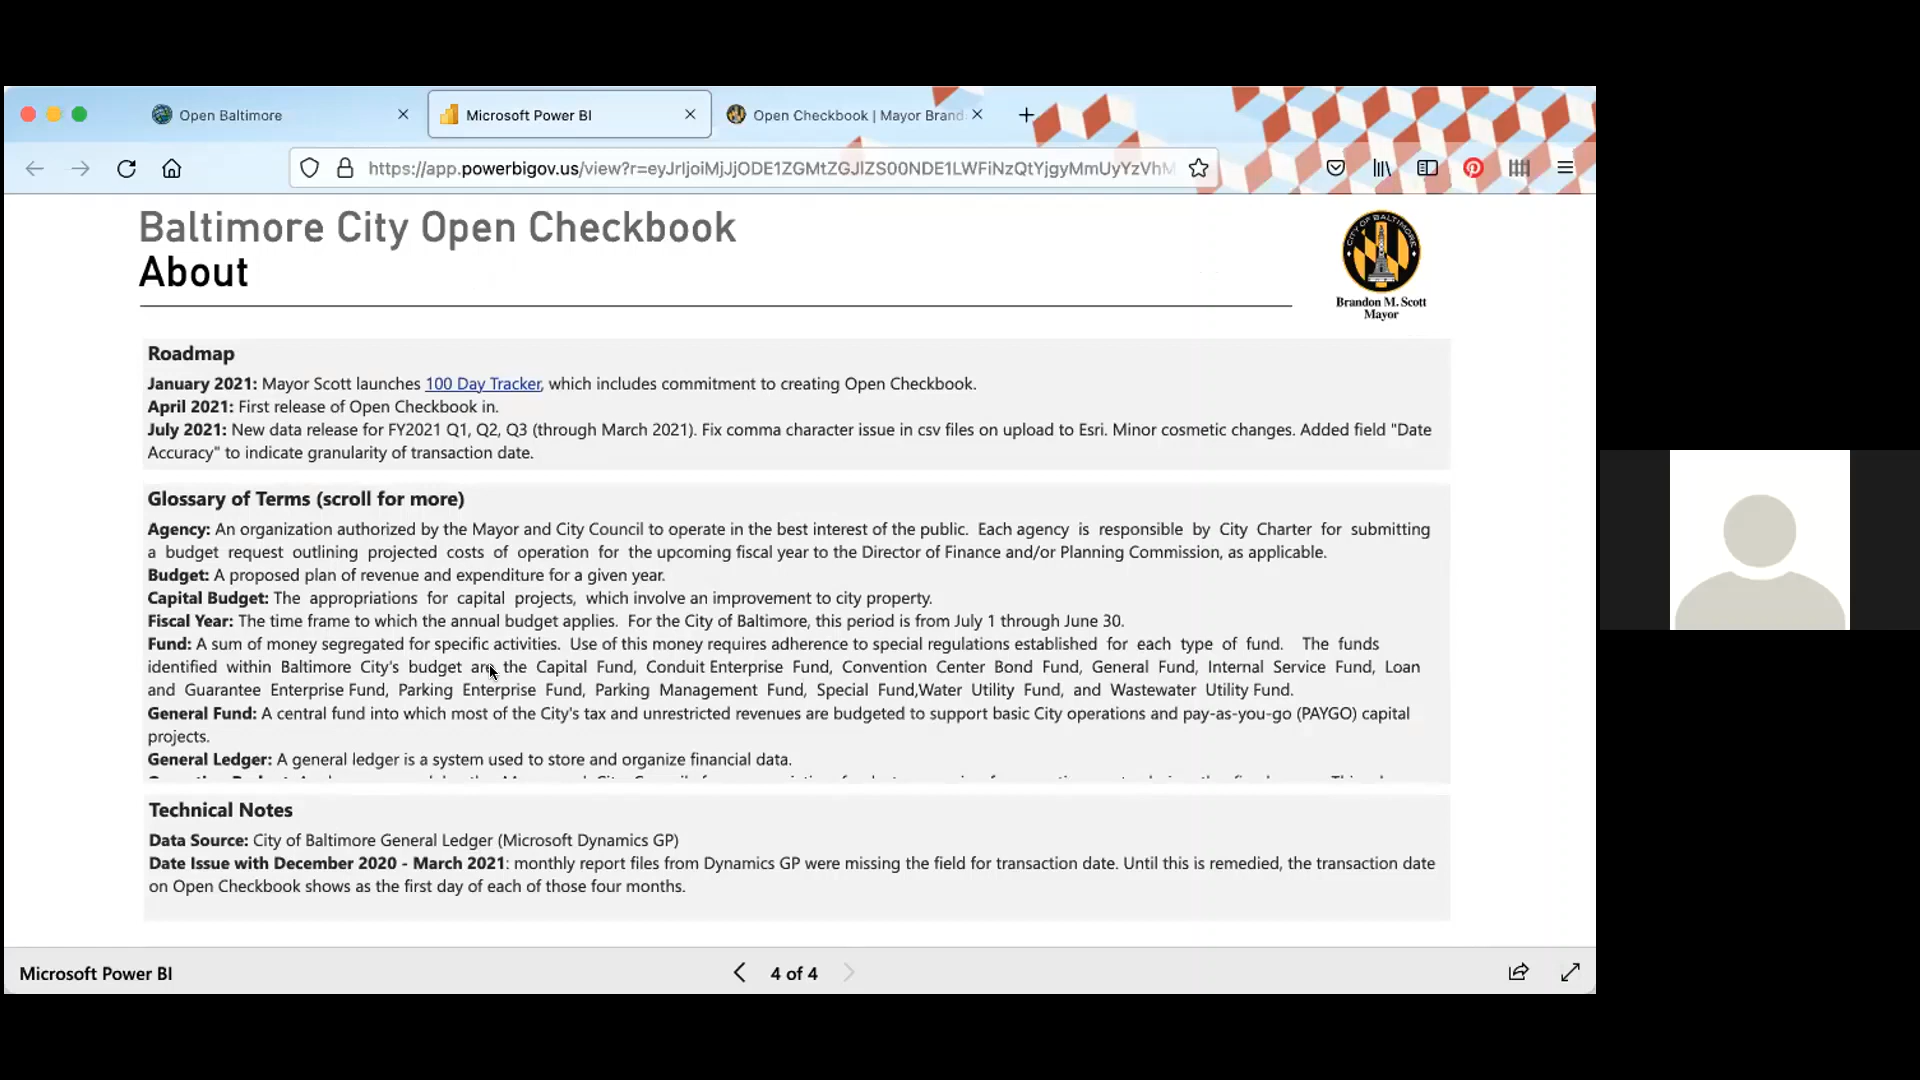 Open Baltimore
Microsoft Power BI
Open Checkbook | Mayor Brand
https://app.powerbigov.us/view?r=eyJrIjoiMjJjODE1ZGMtZGJlZS00NDE1LWFiNzQtYjgyMmUyYzVhM
Baltimore City Open Checkbook
About
CITY OF BALTIMORE
Brandon M. Scott
Mayor
Roadmap
January 2021: Mayor Scott launches 100 Day Tracker, which includes commitment to creating Open Checkbook.
April 2021: First release of Open Checkbook in.
July 2021: New data release for FY2021 Q1, Q2, Q3 (through March 2021). Fix comma character issue in csv files on upload to Esri. Minor cosmetic changes. Added field "Date
Accuracy" to indicate granularity of transaction date.
Glossary of Terms (scroll for more)
Agency: An organization authorized by the Mayor and City Council to operate in the best interest of the public. Each agency is responsible by City Charter for submitting
a budget request outlining projected costs of operation for the upcoming fiscal year to the Director of Finance and/or Planning Commission, as applicable.
Budget: A proposed plan of revenue and expenditure for a given year.
Capital Budget: The appropriations for capital projects, which involve an improvement to city property.
Fiscal Year: The time frame to which the annual budget applies. For the City of Baltimore, this period is from July 1 through June 30.
Fund: A sum of money segregated for specific activities. Use of this money requires adherence to special regulations established for each type of fund. The funds
identified within Baltimore City's budget are the Capital Fund, Conduit Enterprise Fund, Convention Center Bond Fund, General Fund, Internal Service Fund, Loan
and Guarantee Enterprise Fund, Parking Enterprise Fund, Parking Management Fund, Special Fund,Water Utility Fund, and Wastewater Utility Fund.
General Fund: A central fund into which most of the City's tax and unrestricted revenues are budgeted to support basic City operations and pay-as-you-go (PAYGO) capital
projects.
General Ledger: A general ledger is a system used to store and organize financial data.
Technical Notes
Data Source: City of Baltimore General Ledger (Microsoft Dynamics GP)
Date Issue with December 2020 - March 2021: monthly report files from Dynamics GP were missing the field for transaction date. Until this is remedied, the transaction date
on Open Checkbook shows as the first day of each of those four months.
Microsoft Power BI
4 of 4